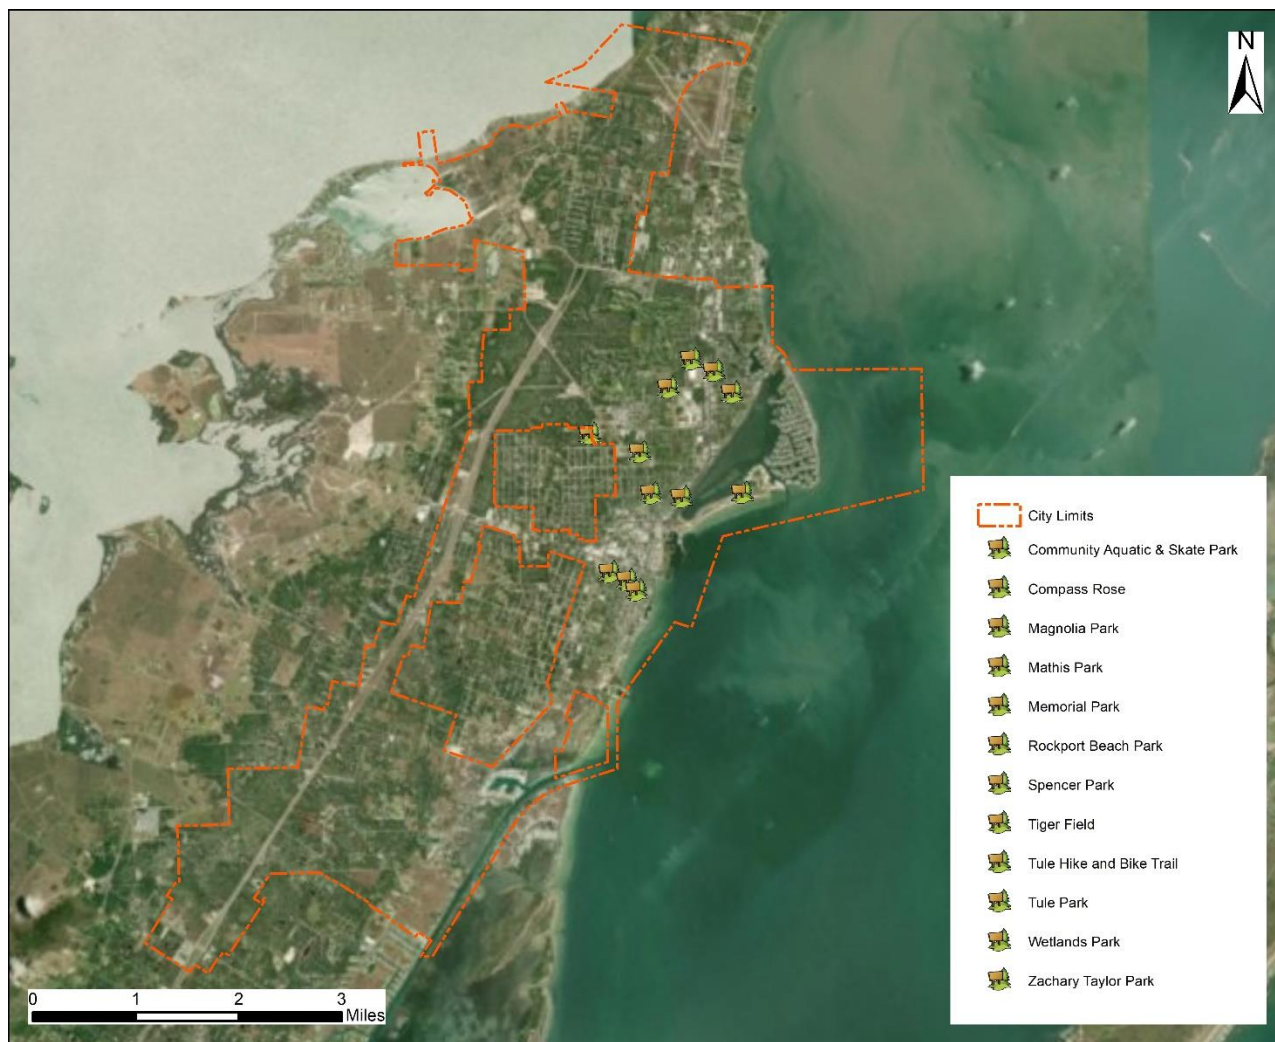 N
City Limits
Community Aquatic & Skate Park
Compass Rose
Magnolia Park
Mathis Park
Memorial Park
Rockport Beach Park
Spencer Park
Tiger Field
Tule Hike and Bike Trail
Tule Park
Wetlands Park
Zachary Taylor Park
0 1 2 3
Miles